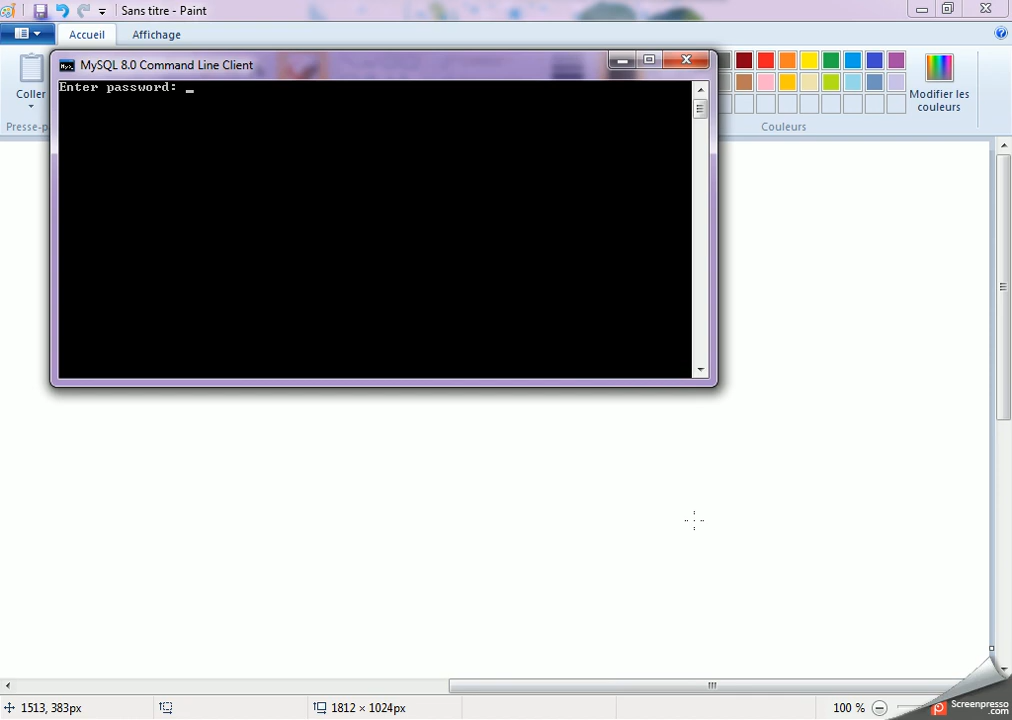 Sans titre - Paint
Accueil
Affichage
MySQL 8.0 Command Line Client
Enter password: _
Coller
Presse-p
Modifier les
couleurs
Couleurs
1513, 383px
1812 × 1024px
100 %
Screenpresso
.com